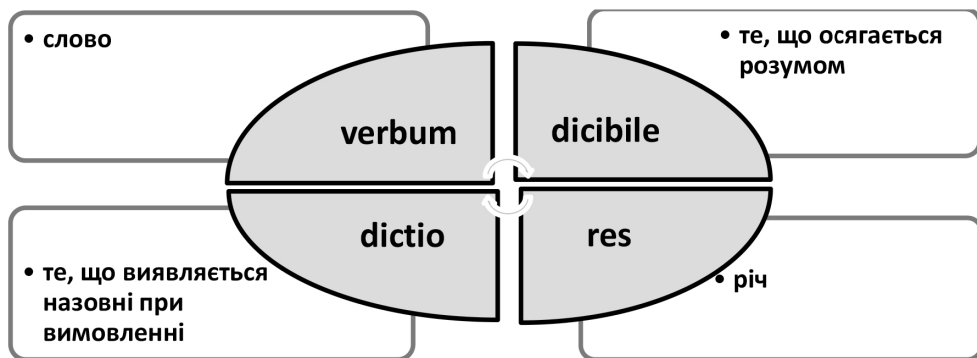 • слово
• те, що осягається
розумом
verbum
dicibile
dictio
res
• те, що виявляється
назовні при
вимовленні
• річ